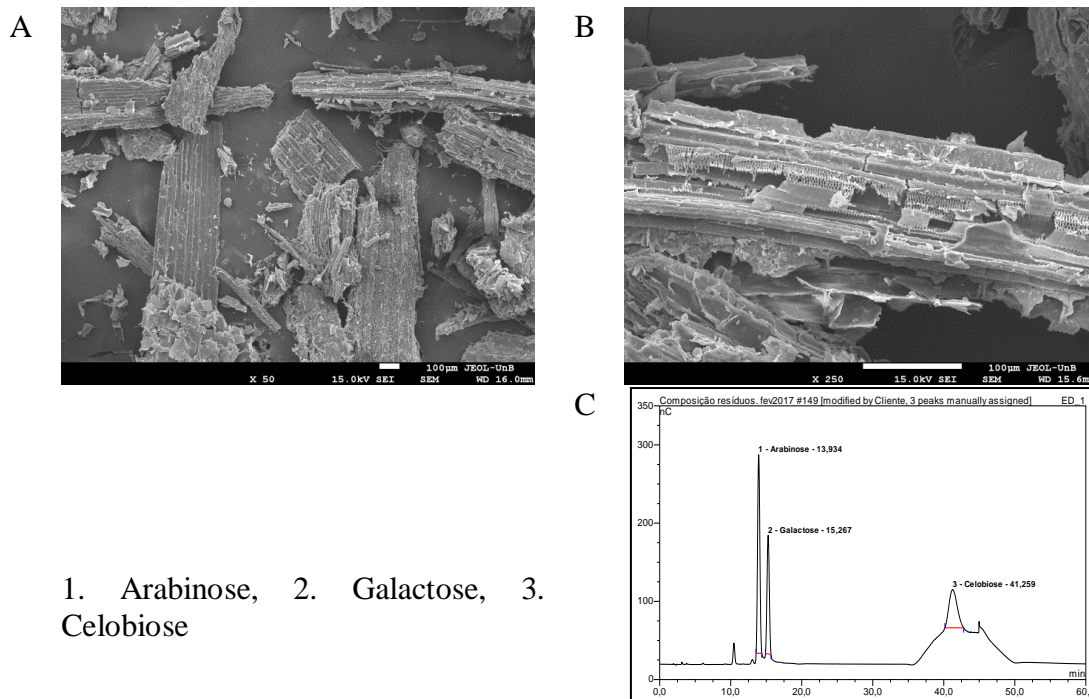 A
100µm JEOL-UnB
X 50 15.0kV SEI SEM WD 16.0mm
B
100µm JEOL-UnB
X 250 15.0kV SEI SEM WD 15.6m
C
Composição resíduos. fev2017 #149 [modified by Cliente, 3 peaks manually assigned] ED_1
350
nC
1 - Arabinose - 13,934
300
2 - Galactose - 15,267
200
3 - Celobiose - 41,259
100
min
0
0,0 10,0 20,0 30,0 40,0 50,0 60,
1. Arabinose, 2. Galactose, 3.
Celobiose